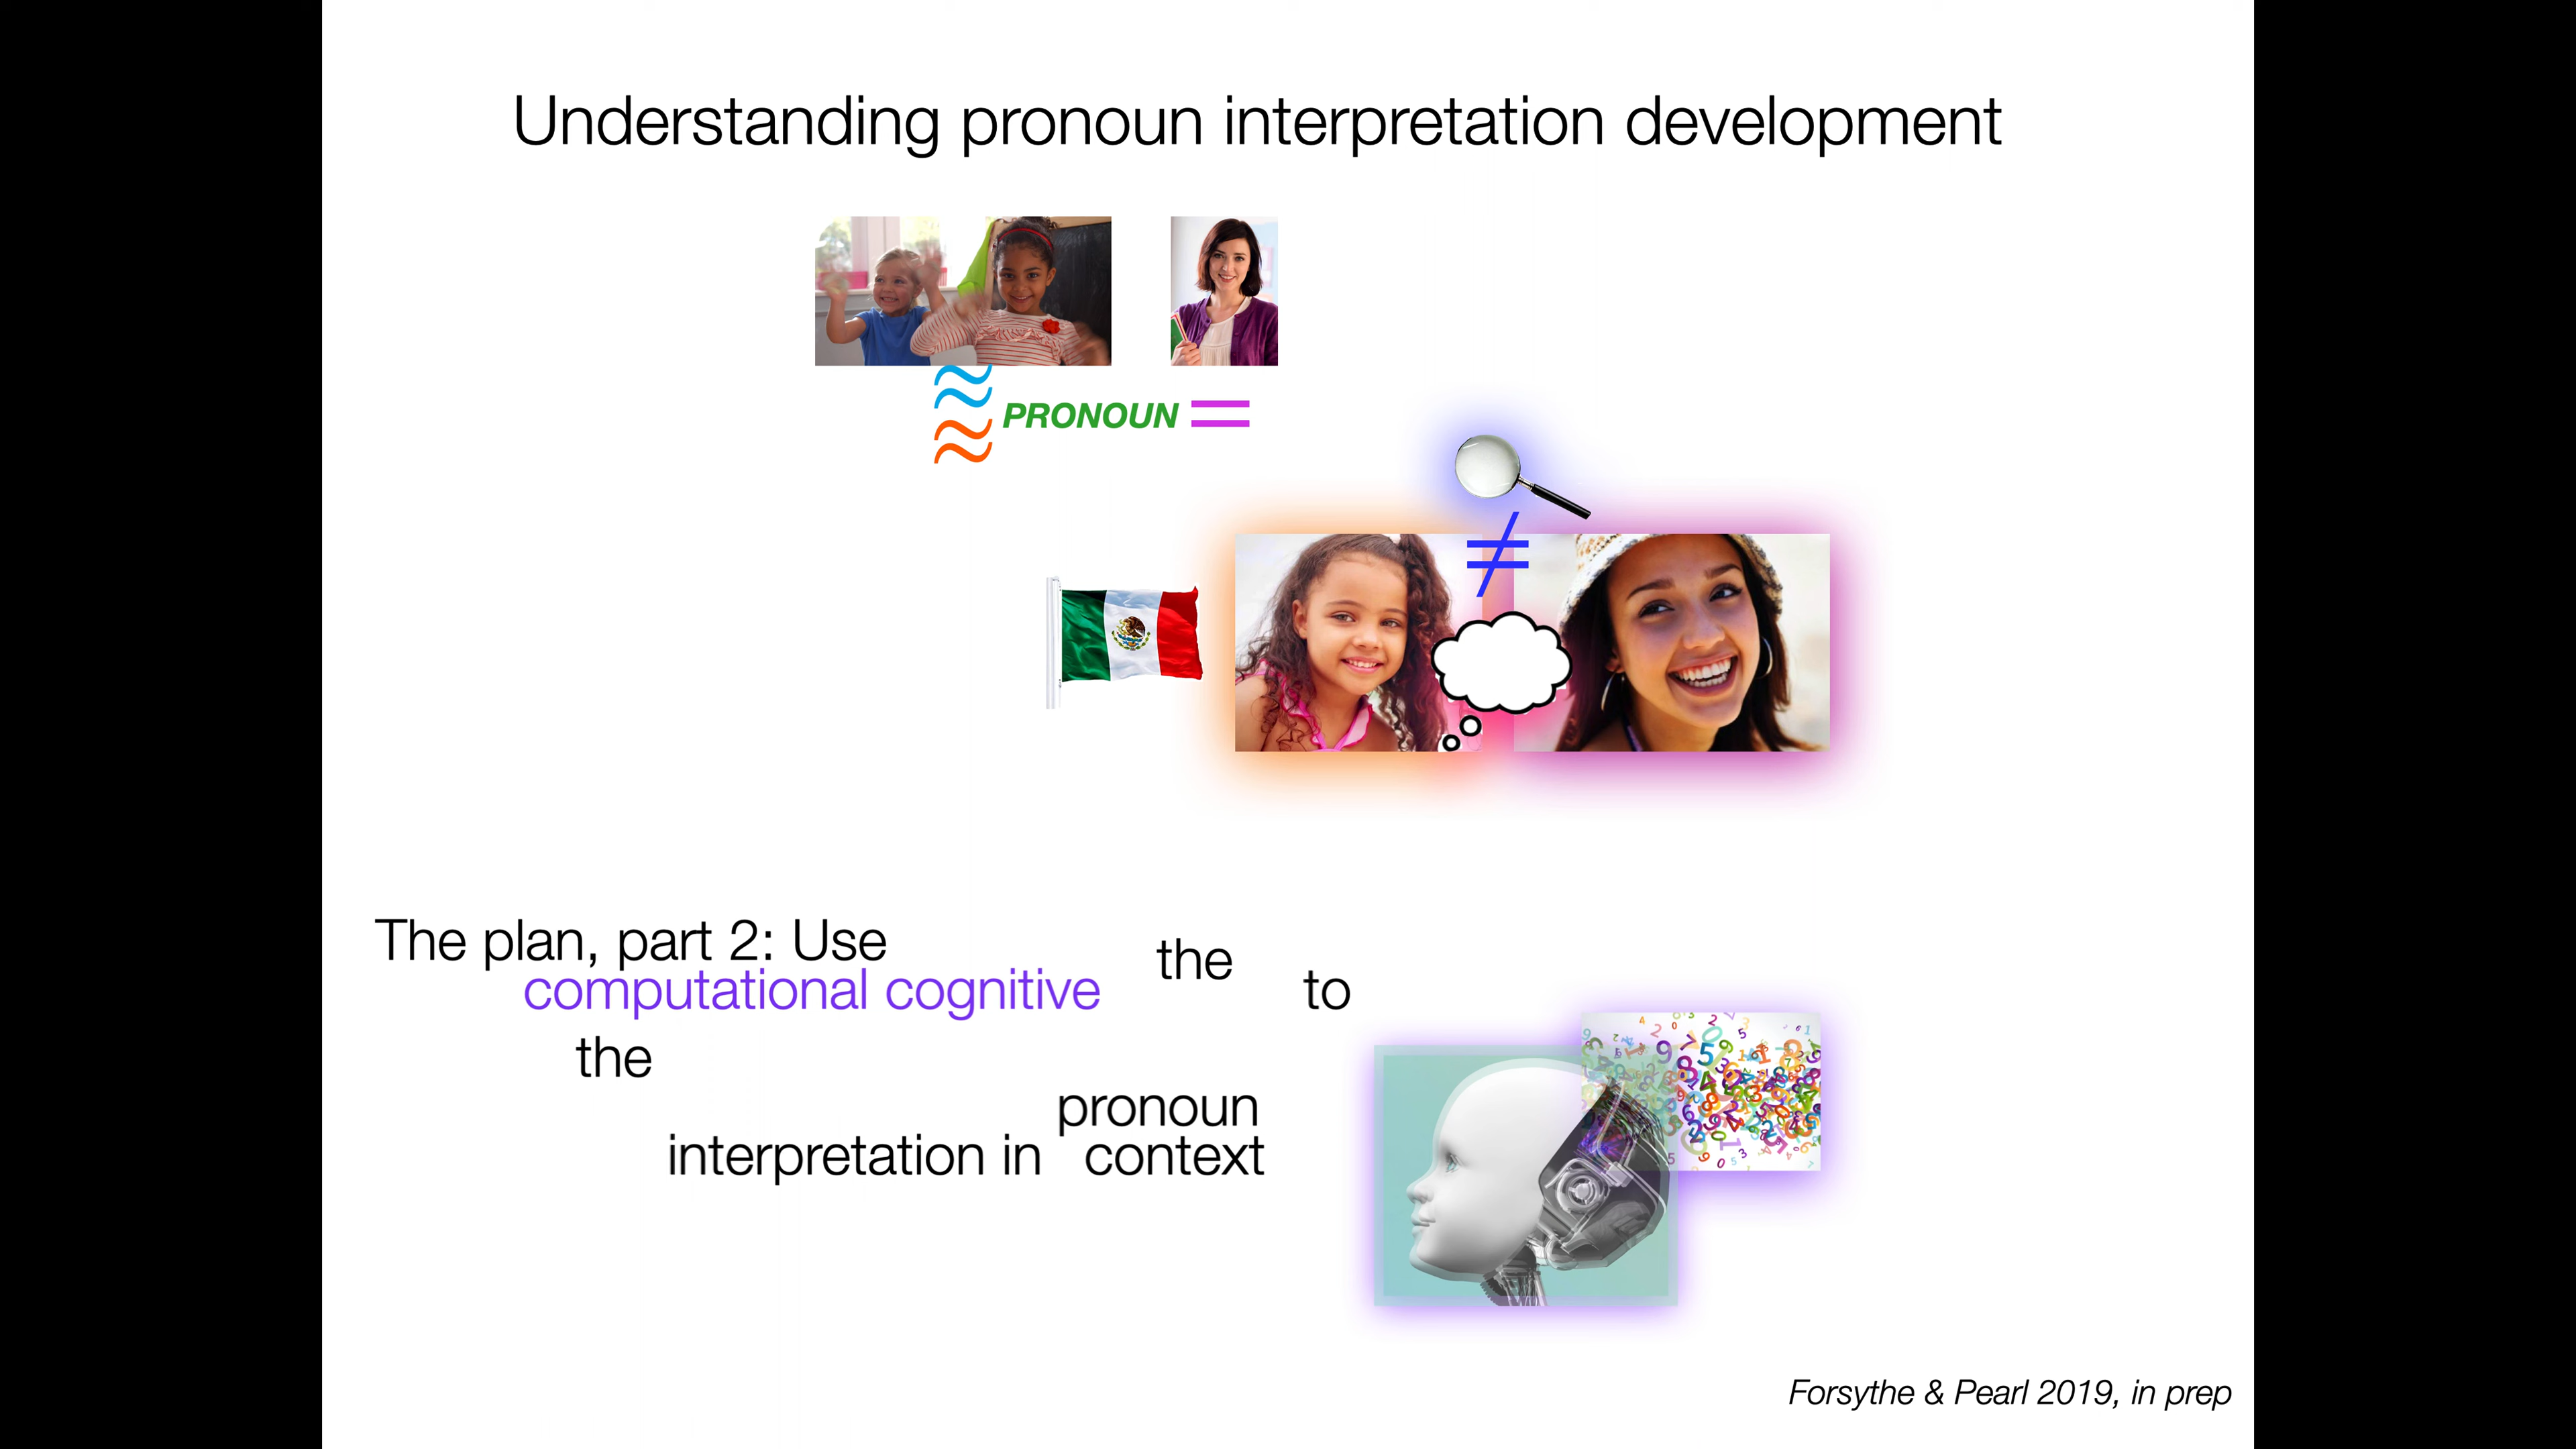 Understanding pronoun interpretation development
PRONOUN
The plan, part 2: Use
the
computational cognitive
to
the
pronoun
interpretation in context
Forsythe & Pearl 2019, in prep